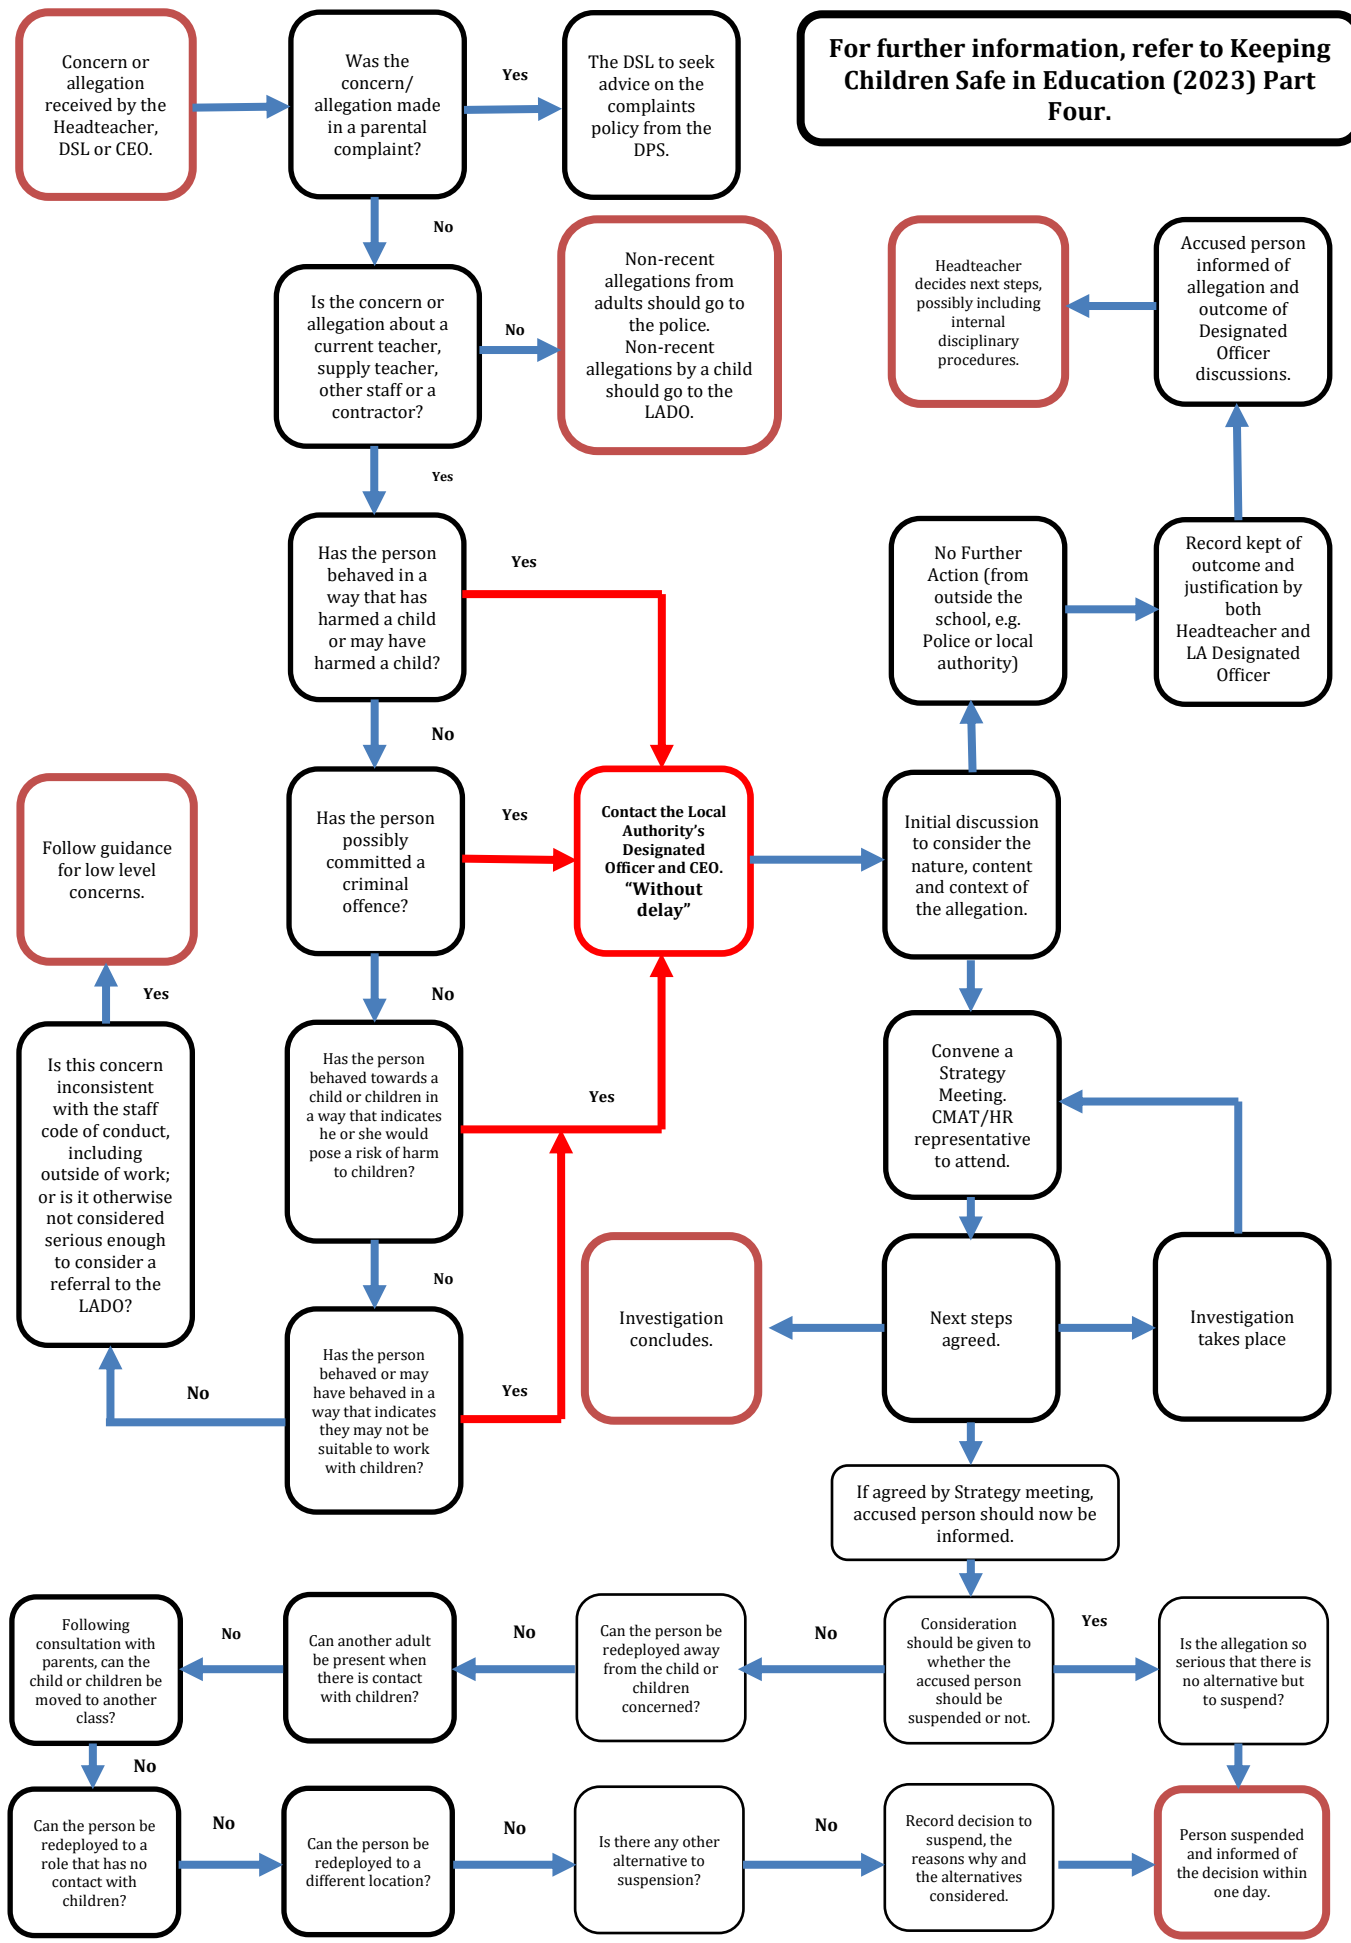 Concern or
allegation
received by the
Headteacher,
DSL or CEO.
Was the
concern/
allegation made
in a parental
complaint?
Yes
The DSL to seek
advice on the
complaints
policy from the
DPS.
For further information, refer to Keeping
Children Safe in Education (2023) Part
Four.
No
Is the concern or
allegation about a
current teacher,
supply teacher,
other staff or a
contractor?
No
Non-recent
allegations from
adults should go to
the police.
Non-recent
allegations by a child
should go to the
LADO.
Headteacher
decides next steps,
possibly including
internal
disciplinary
procedures.
Accused person
informed of
allegation and
outcome of
Designated
Officer
discussions.
Yes
Has the person
behaved in a
way that has
harmed a child
or may have
harmed a child?
Yes
No Further
Action (from
outside the
school, e.g.
Police or local
authority)
Record kept of
outcome and
justification by
both
Headteacher and
LA Designated
Officer
No
Follow guidance
for low level
concerns.
Has the person
possibly
committed a
criminal
offence?
Yes
Contact the Local
Authority’s
Designated
Officer and CEO.
“Without
delay”
Initial discussion
to consider the
nature, content
and context of
the allegation.
Yes
No
Is this concern
inconsistent
with the staff
code of conduct,
including
outside of work;
or is it otherwise
not considered
serious enough
to consider a
referral to the
LADO?
Has the person
behaved towards a
child or children in
a way that indicates
he or she would
pose a risk of harm
to children?
Yes
Convene a
Strategy
Meeting.
CMAT/HR
representative
to attend.
No
Investigation
concludes.
Next steps
agreed.
Investigation
takes place
No
Has the person
behaved or may
have behaved in a
way that indicates
they may not be
suitable to work
with children?
Yes
If agreed by Strategy meeting,
accused person should now be
informed.
Following
consultation with
parents, can the
child or children be
moved to another
class?
No
Can another adult
be present when
there is contact
with children?
No
Can the person be
redeployed away
from the child or
children
concerned?
No
Consideration
should be given to
whether the
accused person
should be
suspended or not.
Yes
Is the allegation so
serious that there is
no alternative but
to suspend?
No
Can the person be
redeployed to a
role that has no
contact with
children?
No
Can the person be
redeployed to a
different location?
No
Is there any other
alternative to
suspension?
No
Record decision to
suspend, the
reasons why and
the alternatives
considered.
Person suspended
and informed of
the decision within
one day.